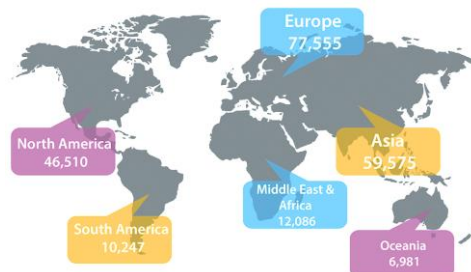 Europe
77,555
North America
46,510
Asia
59,575
Middle East &
Africa
12,086
South America
10,247
Oceania
6,981